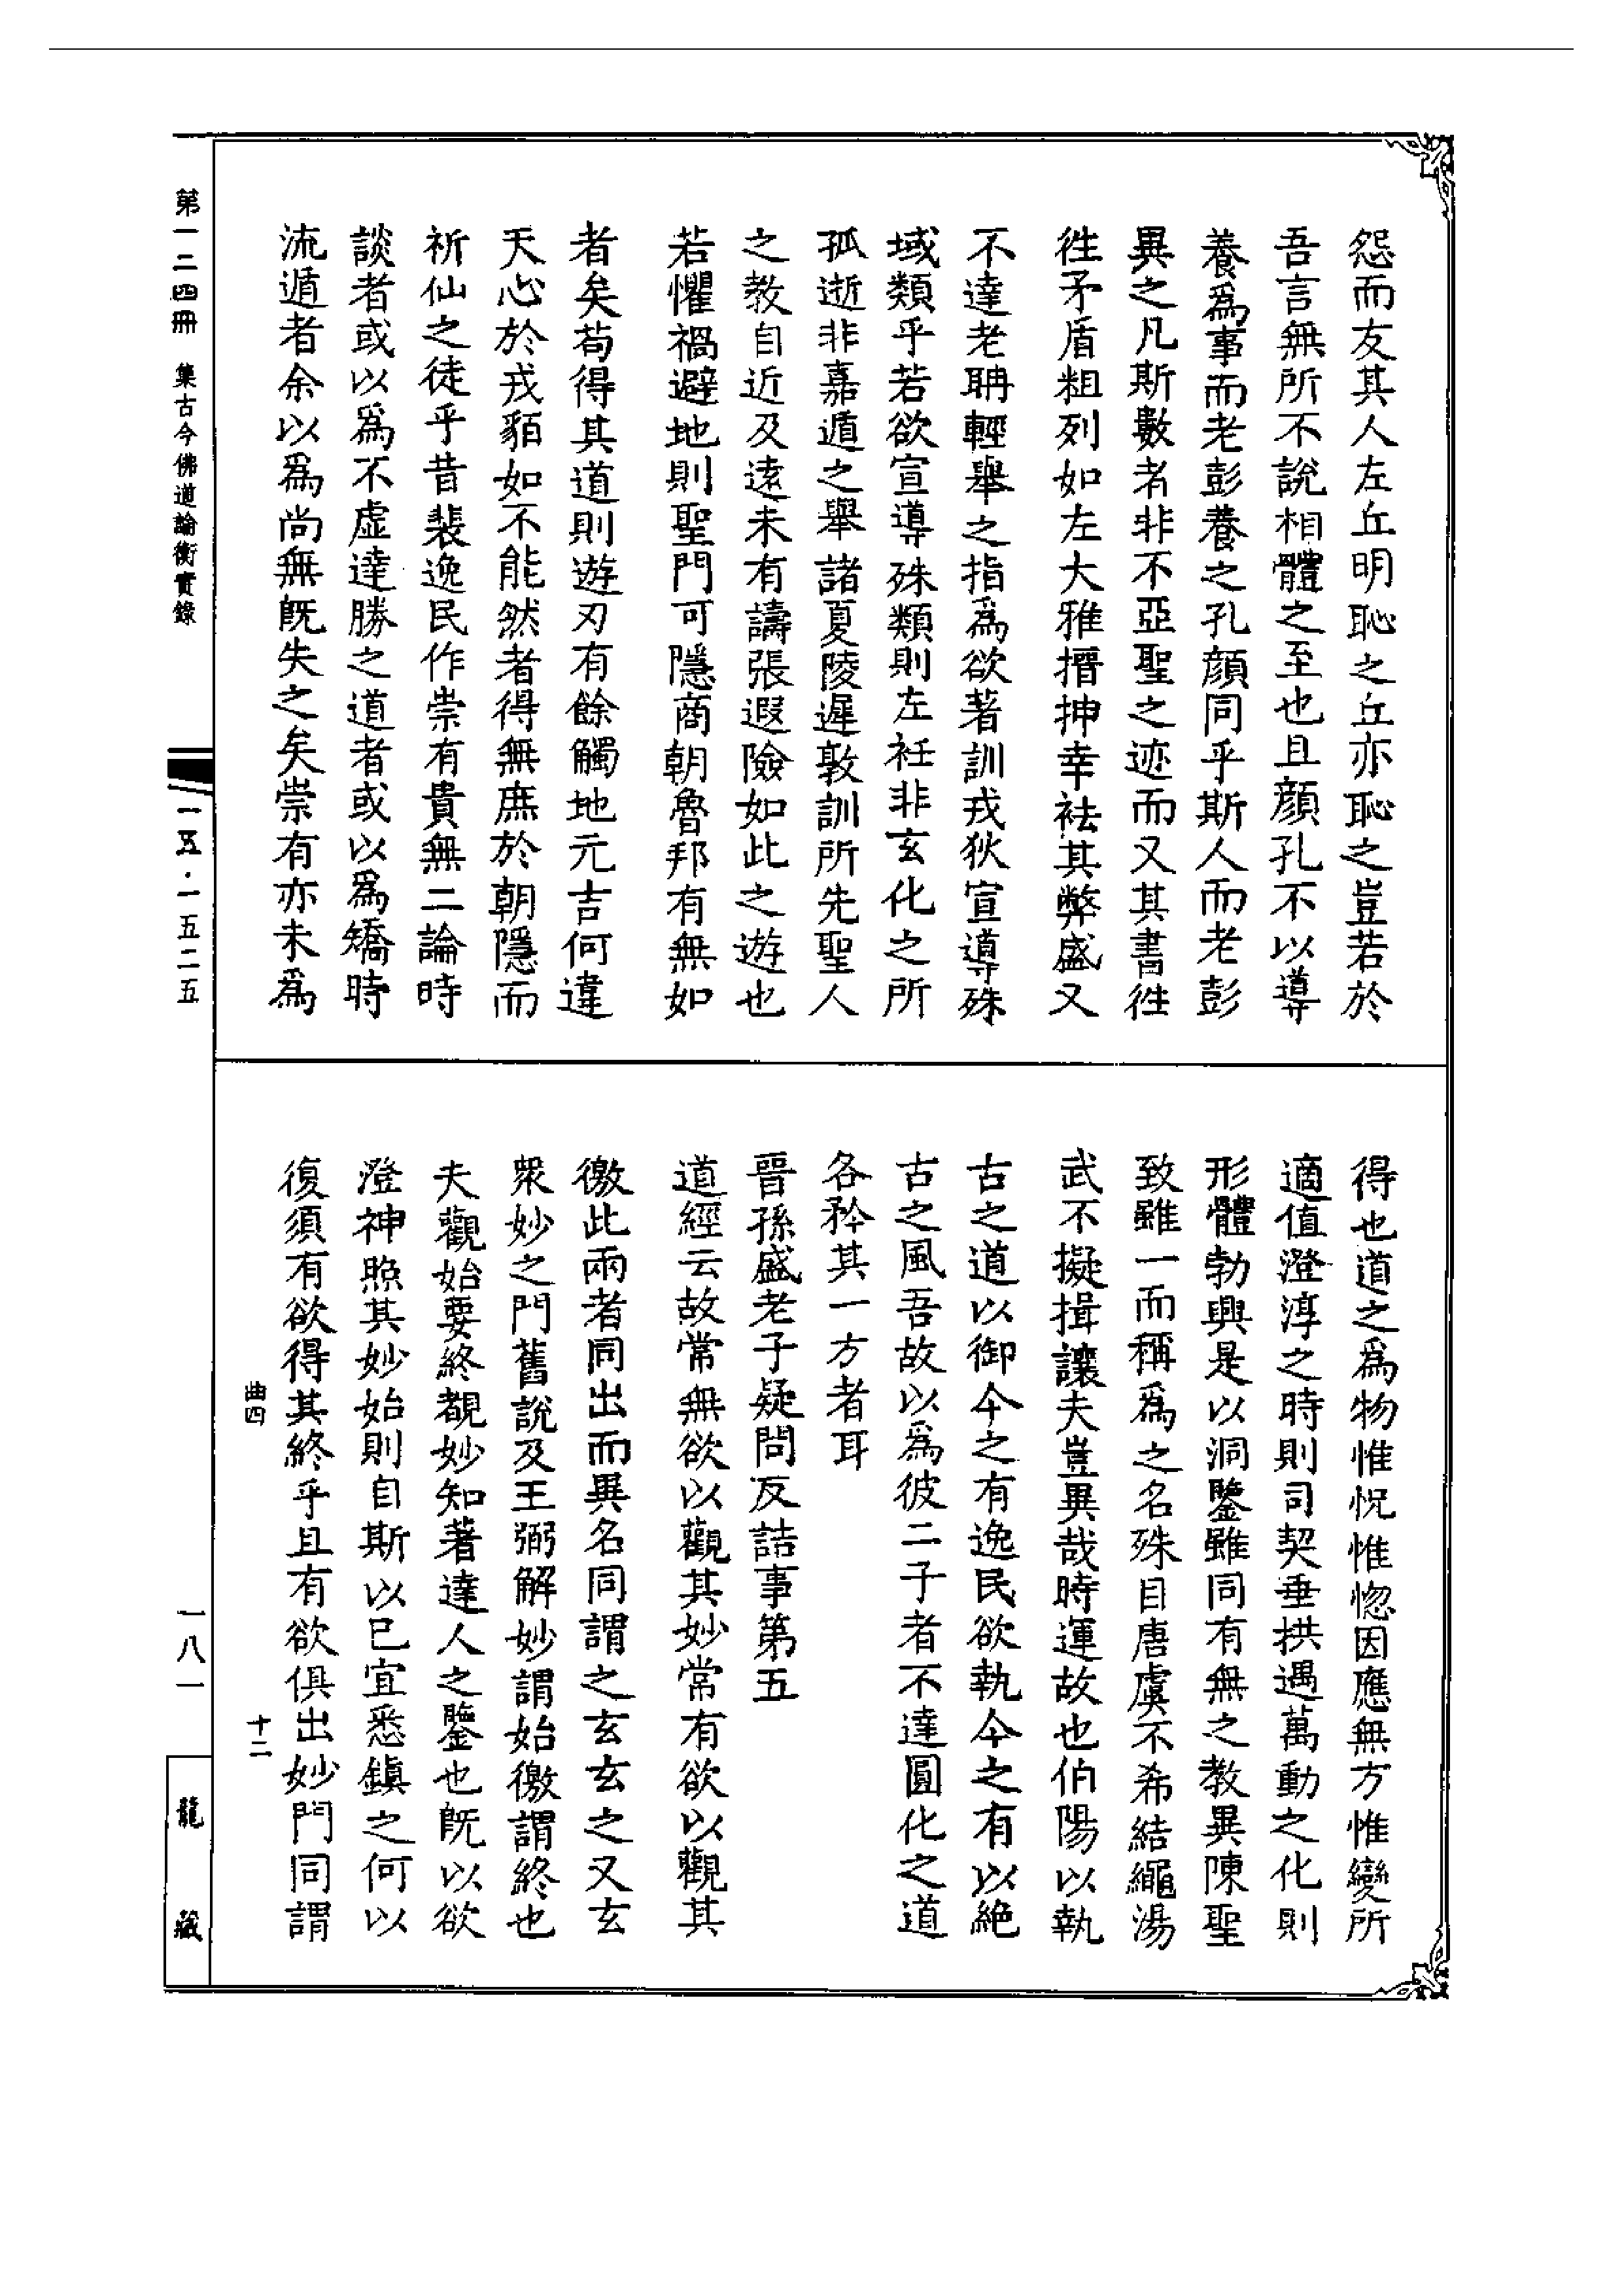 怨而友其人左丘明恥之丘亦恥之豈若於
吾言無所不說相體之至也且顏孔不以導
養爲事而老彭養之孔顏同乎斯人而老彭
異之凡斯數者非不亞聖之迹而又其書徃
徃矛盾粗列如左大雅搢抻幸袪其弊盛又
不達老聃輕舉之指爲欲著訓戎狄宣導殊
域類乎若欲宣導殊類則左衽非玄化之所
孤逝非嘉遁之舉諸夏陵遲敦訓所先聖人
之教自近及遠未有譸張遐險如此之遊也
若懼禍避地則聖門可隱商朝魯邦有無如
者矣苟得其道則遊刃有餘觸地元吉何違
天心於戎貊如不能然者得無庶於朝隱而
祈仙之徒乎昔裴逸民作崇有貴無二論時
談者或以爲不虛達勝之道者或以爲矯時
流遁者余以爲尚無旣失之矣崇有亦未爲
得也道之爲物惟怳惟惚因應無方惟變所
適值澄淳之時則司契垂拱遇萬動之化則
形體勃興是以洞鑒雖同有無之教異陳聖
致雖一而稱爲之名殊目唐虞不希結繩湯
武不擬揖讓夫豈異哉時運故也伯陽以執
古之道以御今之有逸民欲執今之有以絕
古之風吾故以爲彼二子者不達圓化之道
各矜其一方者耳
晉孫盛老子疑問反詰事第五
道經云故常無欲以觀其妙常有欲以觀其
徼此兩者同出而異名同謂之玄玄之又玄
衆妙之門舊說及王弼解妙謂始徼謂終也
夫觀始要終覩妙知著達人之鑒也旣以欲
澄神照其妙始則自斯以已宜悉鎮之何以
復須有欲得其終乎且有欲俱出妙門同謂
曲四
十二
第一二四冊 集古今佛道論衡實錄
一五·一五二五
一八一
龍藏